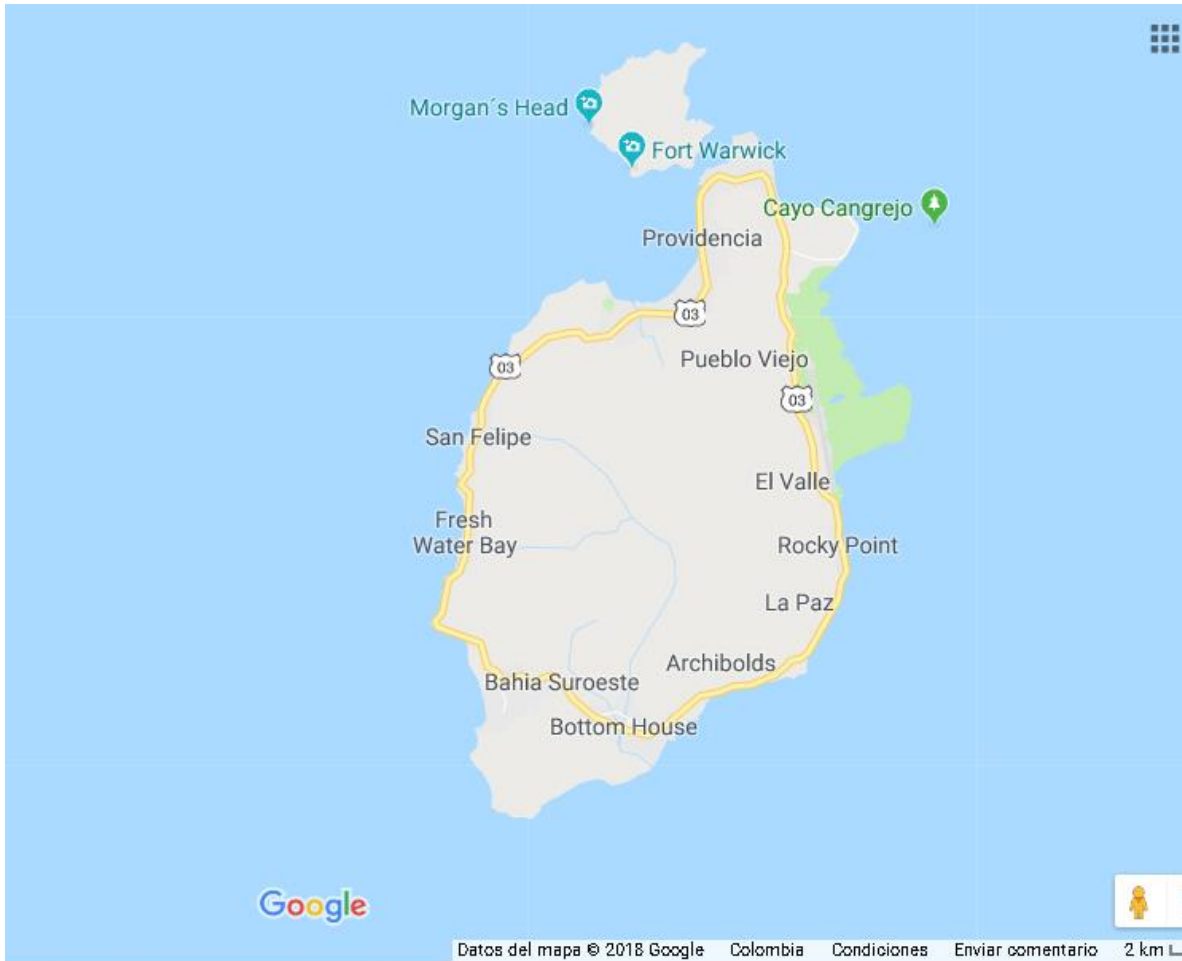 Morgan´s Head
Fort Warwick
Cayo Cangrejo
Providencia
03
Pueblo Viejo
03
03
San Felipe
El Valle
Fresh
Water Bay
Rocky Point
La Paz
Archibolds
Bahia Suroeste
Bottom House
Google
Datos del mapa © 2018 Google Colombia Condiciones Enviar comentario 2 km